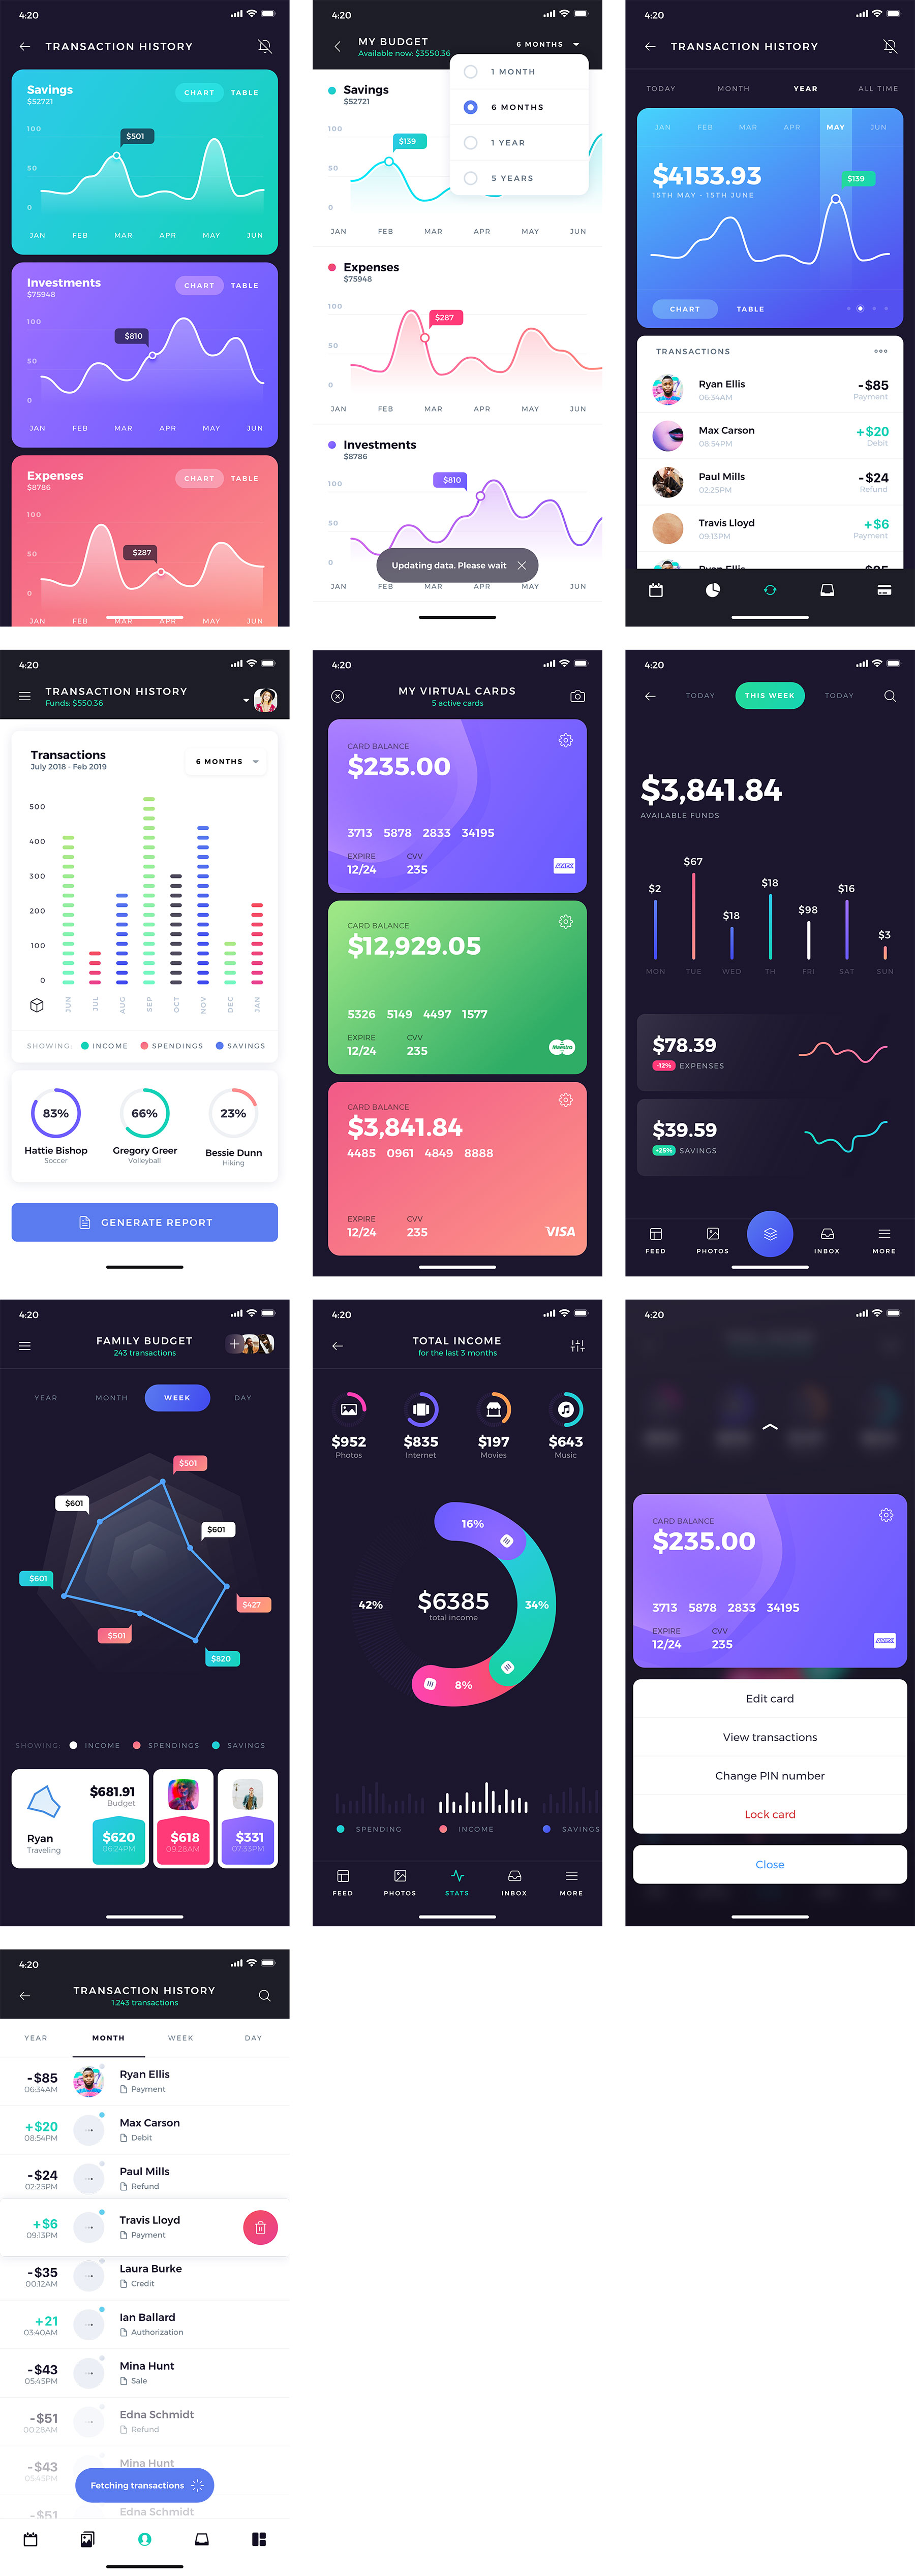 4:20
TRANSACTION HISTORY
Savings
$52721
CHART TABLE
100
$501
50
0
JAN FEB MAR APR MAY JUN
Investments
$75948
CHART TABLE
100
$810
50
0
JAN FEB MAR APR MAY JUN
Expenses
$8786
CHART TABLE
100
$287
50
0
JAN FEB MAR APR MAY JUN
4:20
MY BUDGET
Available now: $3550.36
6 MONTHS
1 MONTH
6 MONTHS
1 YEAR
5 YEARS
Savings
$52721
100
$139
50
0
JAN FEB MAR APR MAY JUN
Expenses
$75948
100
$287
50
0
JAN FEB MAR APR MAY JUN
Investments
$8786
100
$810
50
0
Updating data. Please wait
JAN FEB MAR APR MAY JUN
4:20
TRANSACTION HISTORY
TODAY MONTH YEAR ALL TIME
JAN FEB MAR APR MAY JUN
$4153.93
15TH MAY - 15TH JUNE
$139
CHART TABLE
TRANSACTIONS
Ryan Ellis -$85
06:34AM Payment
Max Carson +$20
08:54PM Debit
Paul Mills -$24
02:25PM Refund
Travis Lloyd +$6
09:13PM Payment
Ryan Ellis -$85
4:20
TRANSACTION HISTORY
Funds: $550.36
Transactions
July 2018 - Feb 2019
6 MONTHS
500
400
300
200
100
0
JUN JUL AUG SEP OCT NOV DEC JAN
SHOWING: INCOME SPENDINGS SAVINGS
83% 66% 23%
Hattie Bishop Gregory Greer Bessie Dunn
Soccer Volleyball Hiking
GENERATE REPORT
4:20
MY VIRTUAL CARDS
5 active cards
CARD BALANCE
$235.00
3713 5878 2833 34195
EXPIRE CVV
12/24 235
CARD BALANCE
$12,929.05
5326 5149 4497 1577
EXPIRE CVV
12/24 235
Maestro
CARD BALANCE
$3,841.84
4485 0961 4849 8888
EXPIRE CVV
12/24 235
VISA
4:20
TODAY THIS WEEK TODAY
$3,841.84
AVAILABLE FUNDS
$2 $67 $18 $18 $98 $16 $3
MON TUE WED TH FRI SAT SUN
$78.39
-12% EXPENSES
$39.59
+25% SAVINGS
FEED PHOTOS INBOX MORE
4:20
FAMILY BUDGET
243 transactions
YEAR MONTH WEEK DAY
$501
$601
$601
$601
$427
$501
$820
SHOWING: INCOME SPENDINGS SAVINGS
$681.91
Budget
Ryan
Traveling
$620
06:24PM
$618
09:28AM
$331
07:33PM
4:20
TOTAL INCOME
for the last 3 months
$952 $835 $197 $643
Photos Internet Movies Music
16%
42%
$6385
total income
34%
8%
SPENDING INCOME SAVINGS
FEED PHOTOS STATS INBOX MORE
4:20
CARD BALANCE
$235.00
3713 5878 2833 34195
EXPIRE CVV
12/24 235
Edit card
View transactions
Change PIN number
Lock card
Close
4:20
TRANSACTION HISTORY
1.243 transactions
YEAR MONTH WEEK DAY
-$85 Ryan Ellis
06:34AM Payment
+$20 Max Carson
08:54PM Debit
-$24 Paul Mills
02:25PM Refund
+$6 Travis Lloyd
09:13PM Payment
-$35 Laura Burke
00:12AM Credit
+21 Ian Ballard
03:40AM Authorization
-$43 Mina Hunt
05:45PM Sale
-$51 Edna Schmidt
00:28AM Refund
-$43 Mina Hunt
05:45PM
Fetching transactions
-$51 Edna Schmidt